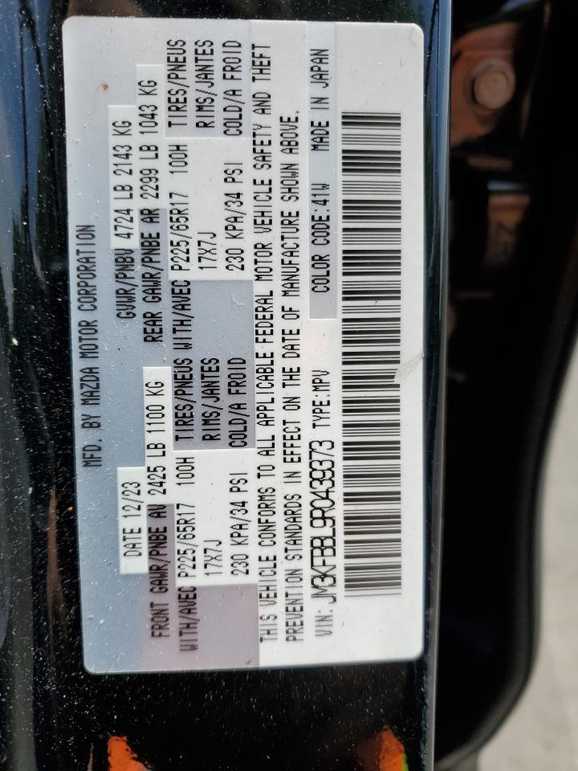 MFD. BY MAZDA MOTOR CORPORATION
DATE 12/23 GVWR/PNBV 4724 LB 2143 KG
FRONT GAWR/PNBE AV 2425 LB 1100 KG REAR GAWR/PNBE AR 2299 LB 1043 KG
WITH/AVEC P225/65R17 100H TIRES/PNEUS WITH/AVEC P225/65R17 100H TIRES/PNEUS
17X7J RIMS/JANTES 17X7J RIMS/JANTES
230 KPA/34 PSI COLD/A FROID 230 KPA/34 PSI COLD/A FROID
THIS VEHICLE CONFORMS TO ALL APPLICABLE FEDERAL MOTOR VEHICLE SAFETY AND THEFT
PREVENTION STANDARDS IN EFFECT ON THE DATE OF MANUFACTURE SHOWN ABOVE.
VIN: JM3KFBBL9R0439373 TYPE:MPV COLOR CODE:41W MADE IN JAPAN